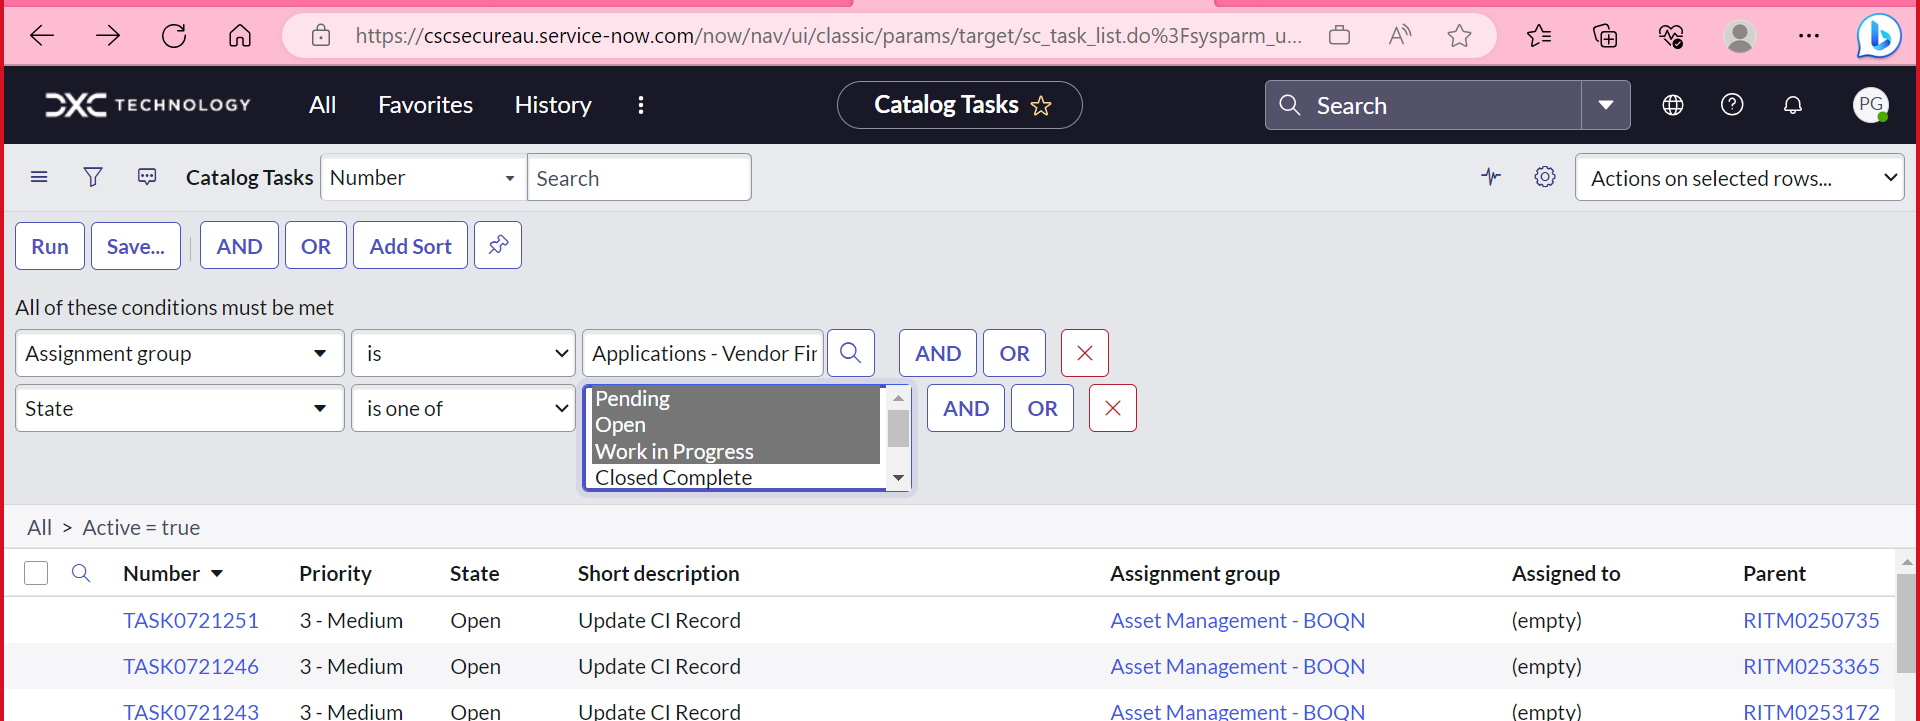 https://cscsecureau.service-now.com/now/nav/ui/classic/params/target/sc_task_list.do%3Fsysparm_u...
DXC TECHNOLOGY All Favorites History Catalog Tasks Search PG
Catalog Tasks Number Search Actions on selected rows...
Run Save... AND OR Add Sort
All of these conditions must be met
Assignment group is Applications - Vendor Fin AND OR
State is one of Pending AND OR
Open
Work in Progress
Closed Complete
All > Active = true
Number Priority State Short description Assignment group Assigned to Parent
TASK0721251 3 - Medium Open Update CI Record Asset Management - BOQN (empty) RITM0250735
TASK0721246 3 - Medium Open Update CI Record Asset Management - BOQN (empty) RITM0253365
TASK0721243 3 - Medium Open Update CI Record Asset Management - BOQN (empty) RITM0253172